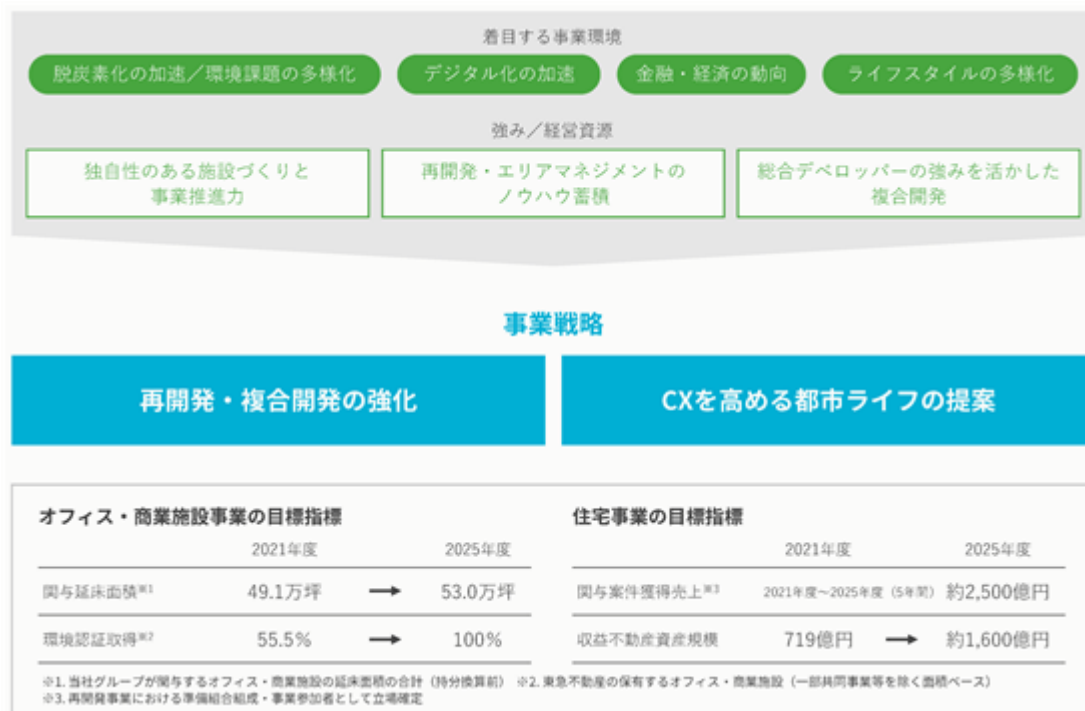 着目する事業環境
脱炭素化の加速／環境課題の多様化 デジタル化の加速 金融・経済の動向 ライフスタイルの多様化
強み／経営資源
独自性のある施設づくりと
事業推進力
再開発・エリアマネジメントの
ノウハウ蓄積
総合デベロッパーの強みを活かした
複合開発
事業戦略
再開発・複合開発の強化 CXを高める都市ライフの提案
オフィス・商業施設事業の目標指標
2021年度 2025年度
関与延床面積※1 49.1万坪 → 53.0万坪
環境認証取得※2 55.5% → 100%
住宅事業の目標指標
2021年度 2025年度
関与案件獲得売上※3 2021年度～2025年度（5年間） 約2,500億円
収益不動産資産規模 719億円 → 約1,600億円
※1. 当社グループが関与するオフィス・商業施設の延床面積の合計（持分換算前） ※2. 東急不動産の保有するオフィス・商業施設（一部共同事業等を除く面積ベース）
※3. 再開発事業における準備組合組成・事業参加者として立場確定